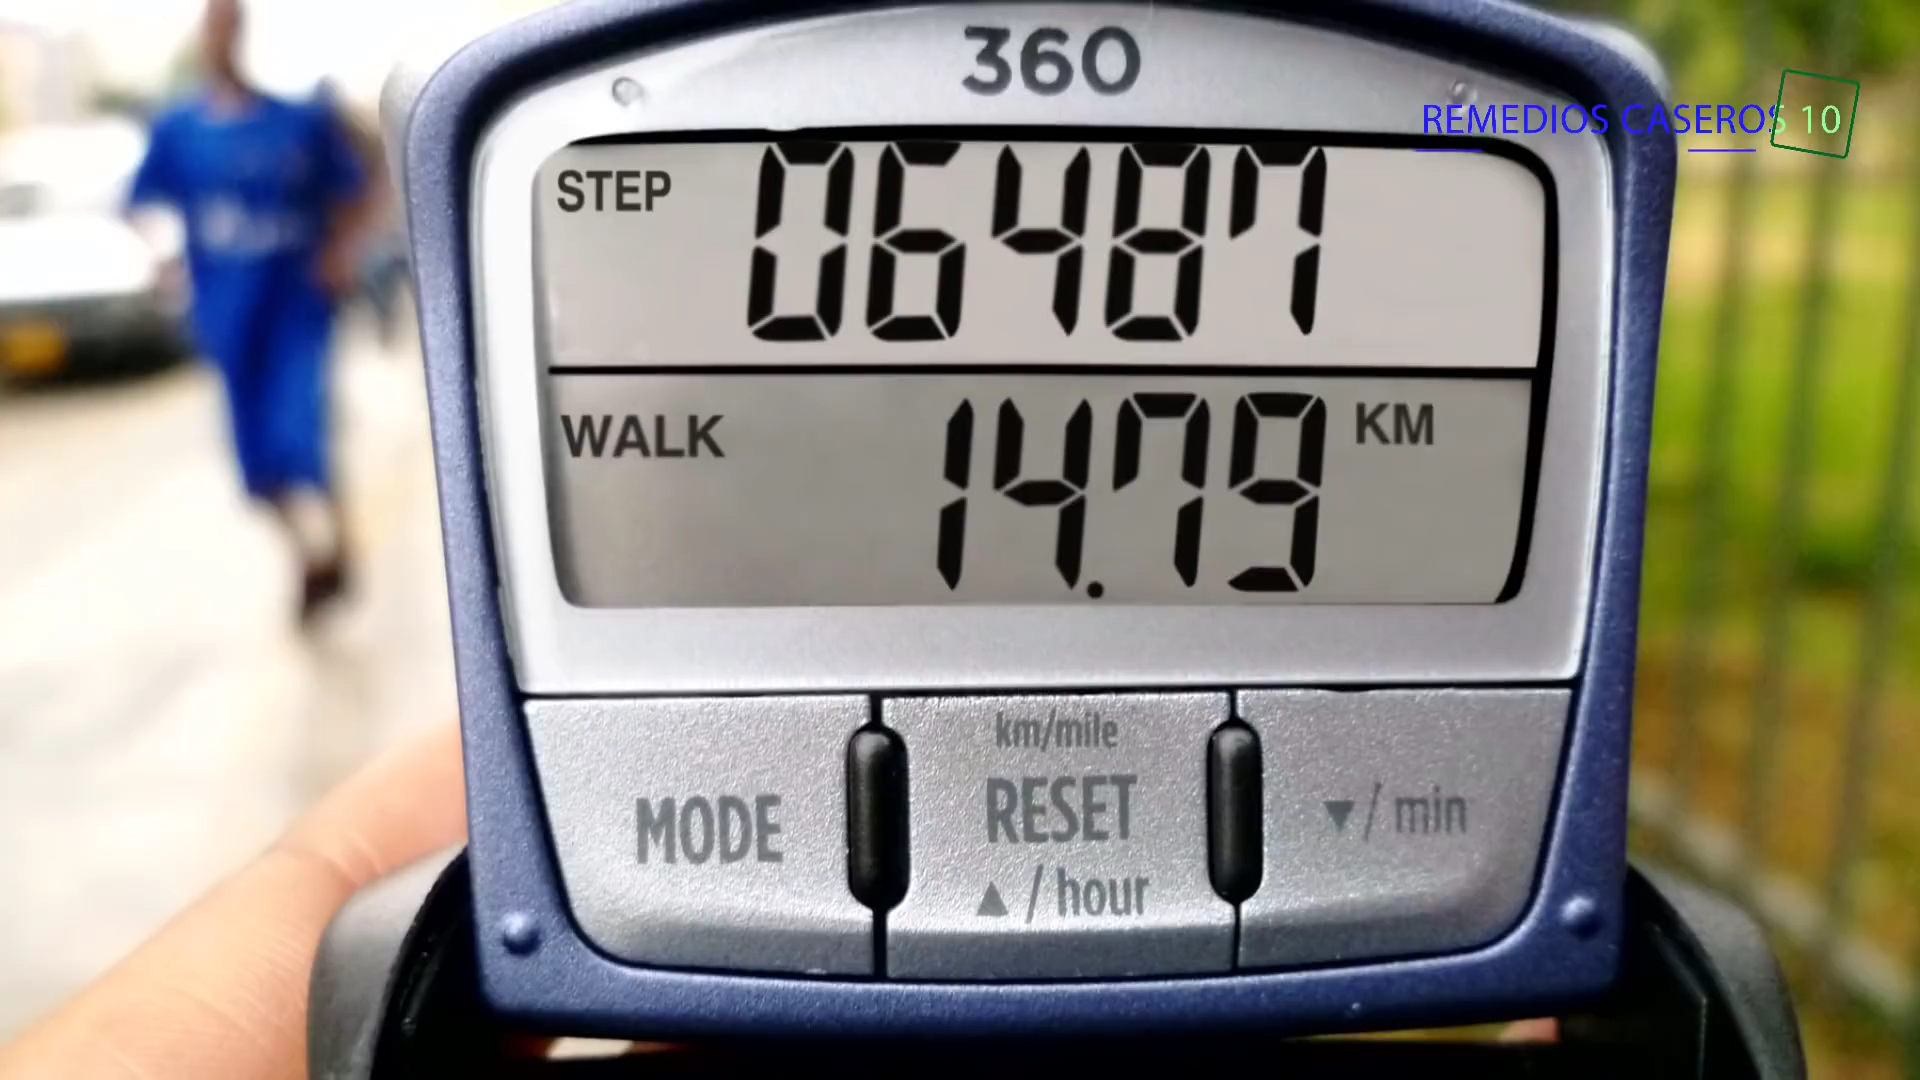 360
REMEDIOS CASEROS 10
STEP 06487
WALK 14.79 KM
km/mile
MODE RESET ▼/ min
▲ / hour